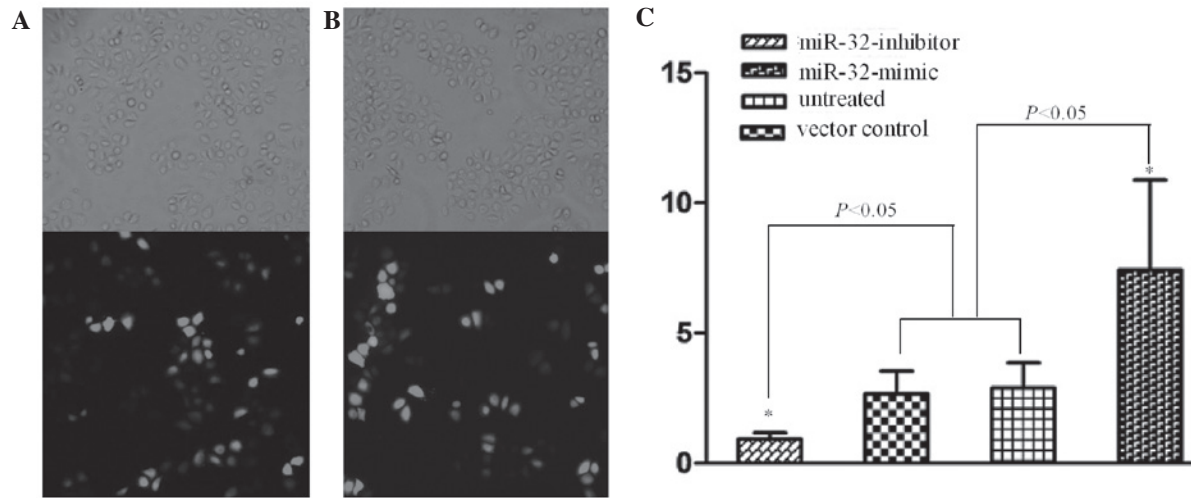 A
B
C
miR-32-inhibitor
miR-32-mimic
untreated
vector control
15
10
5
0
P<0.05
P<0.05
*
*